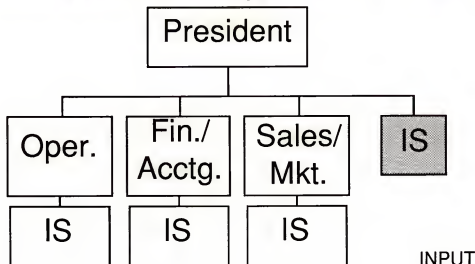 President
Oper.
Fin./
Acctg.
Sales/
Mkt.
IS
IS
IS
IS
INPUT